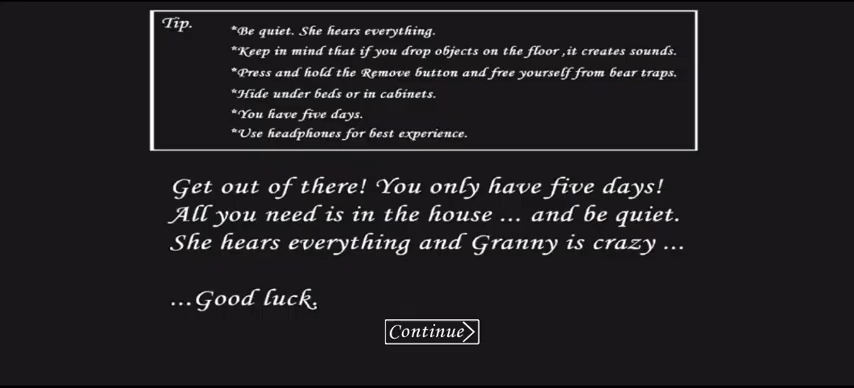 Tip.
*Be quiet. She hears everything.
*Keep in mind that if you drop objects on the floor ,it creates sounds.
*Press and hold the Remove button and free yourself from bear traps.
*Hide under beds or in cabinets.
*You have five days.
*Use headphones for best experience.
Get out of there! You only have five days!
All you need is in the house ... and be quiet.
She hears everything and Granny is crazy ...
...Good luck.
Continue>